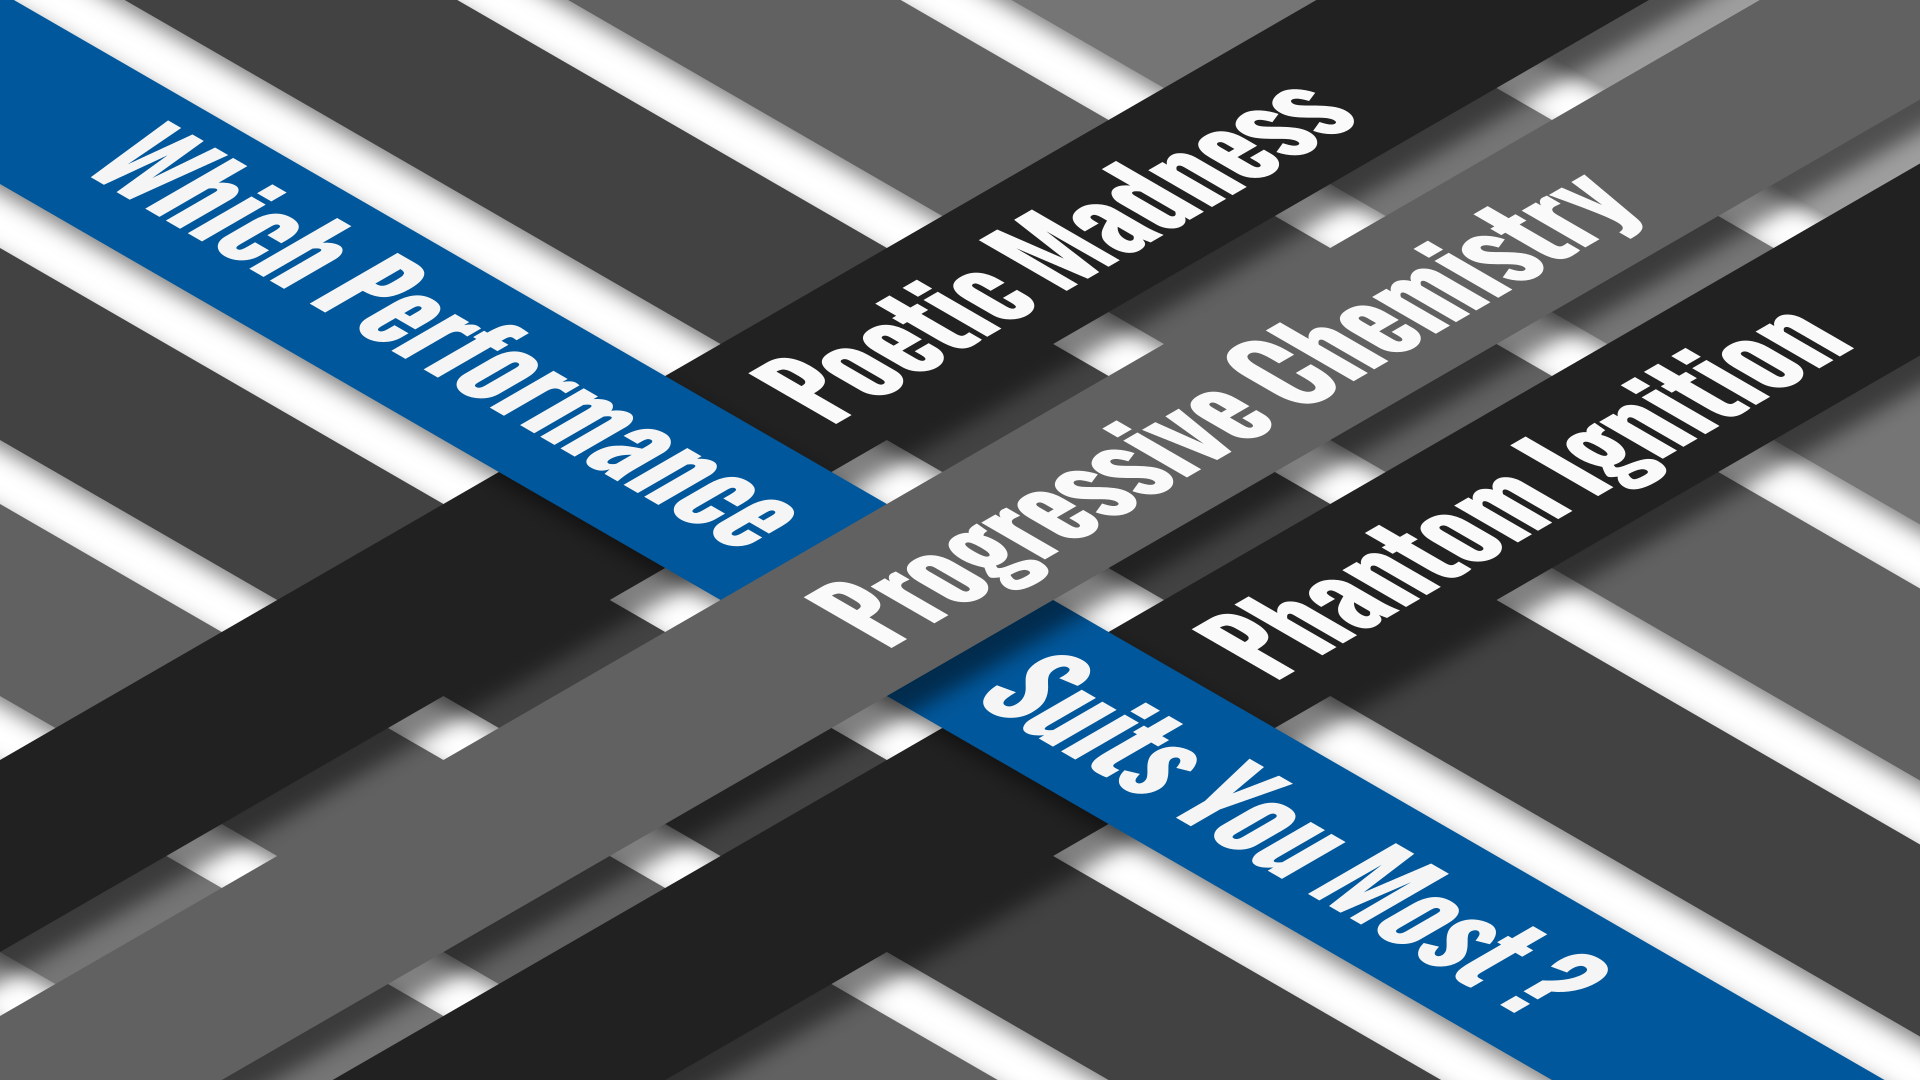 Which Performance
Poetic Madness
Progressive Chemistry
Phantom Ignition
Suits You Most ?